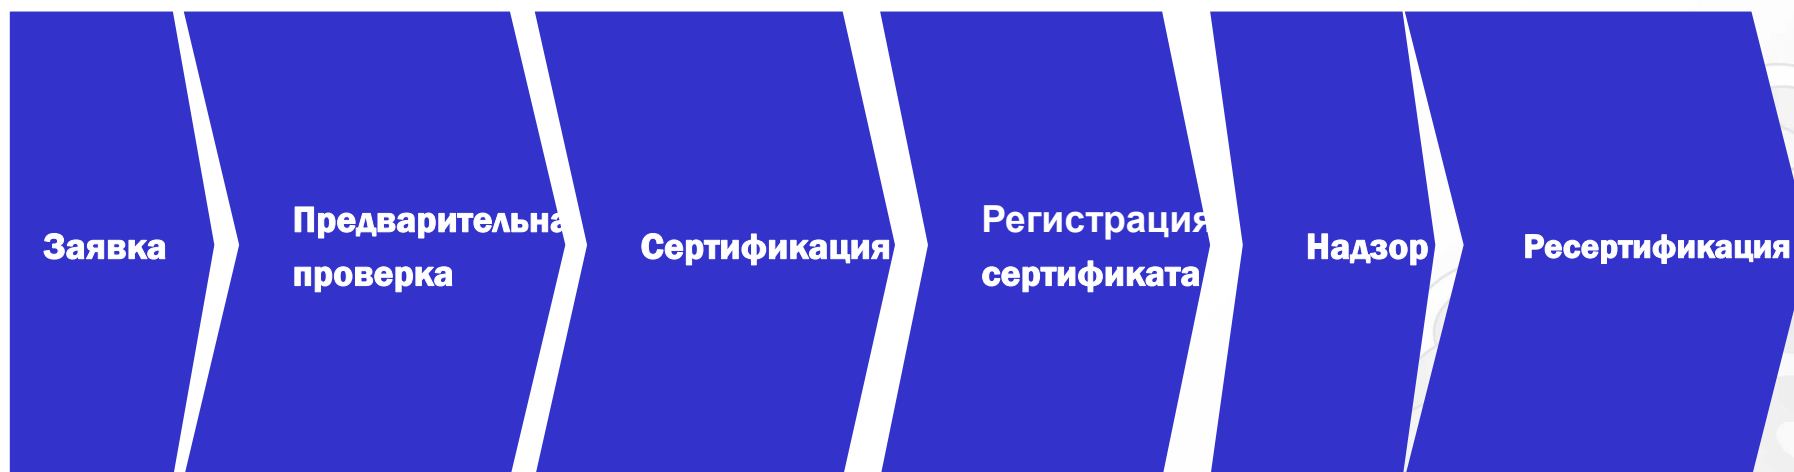 Заявка
Предварительна
проверка
Сертификация
Регистрация
сертификата
Надзор
Ресертификация